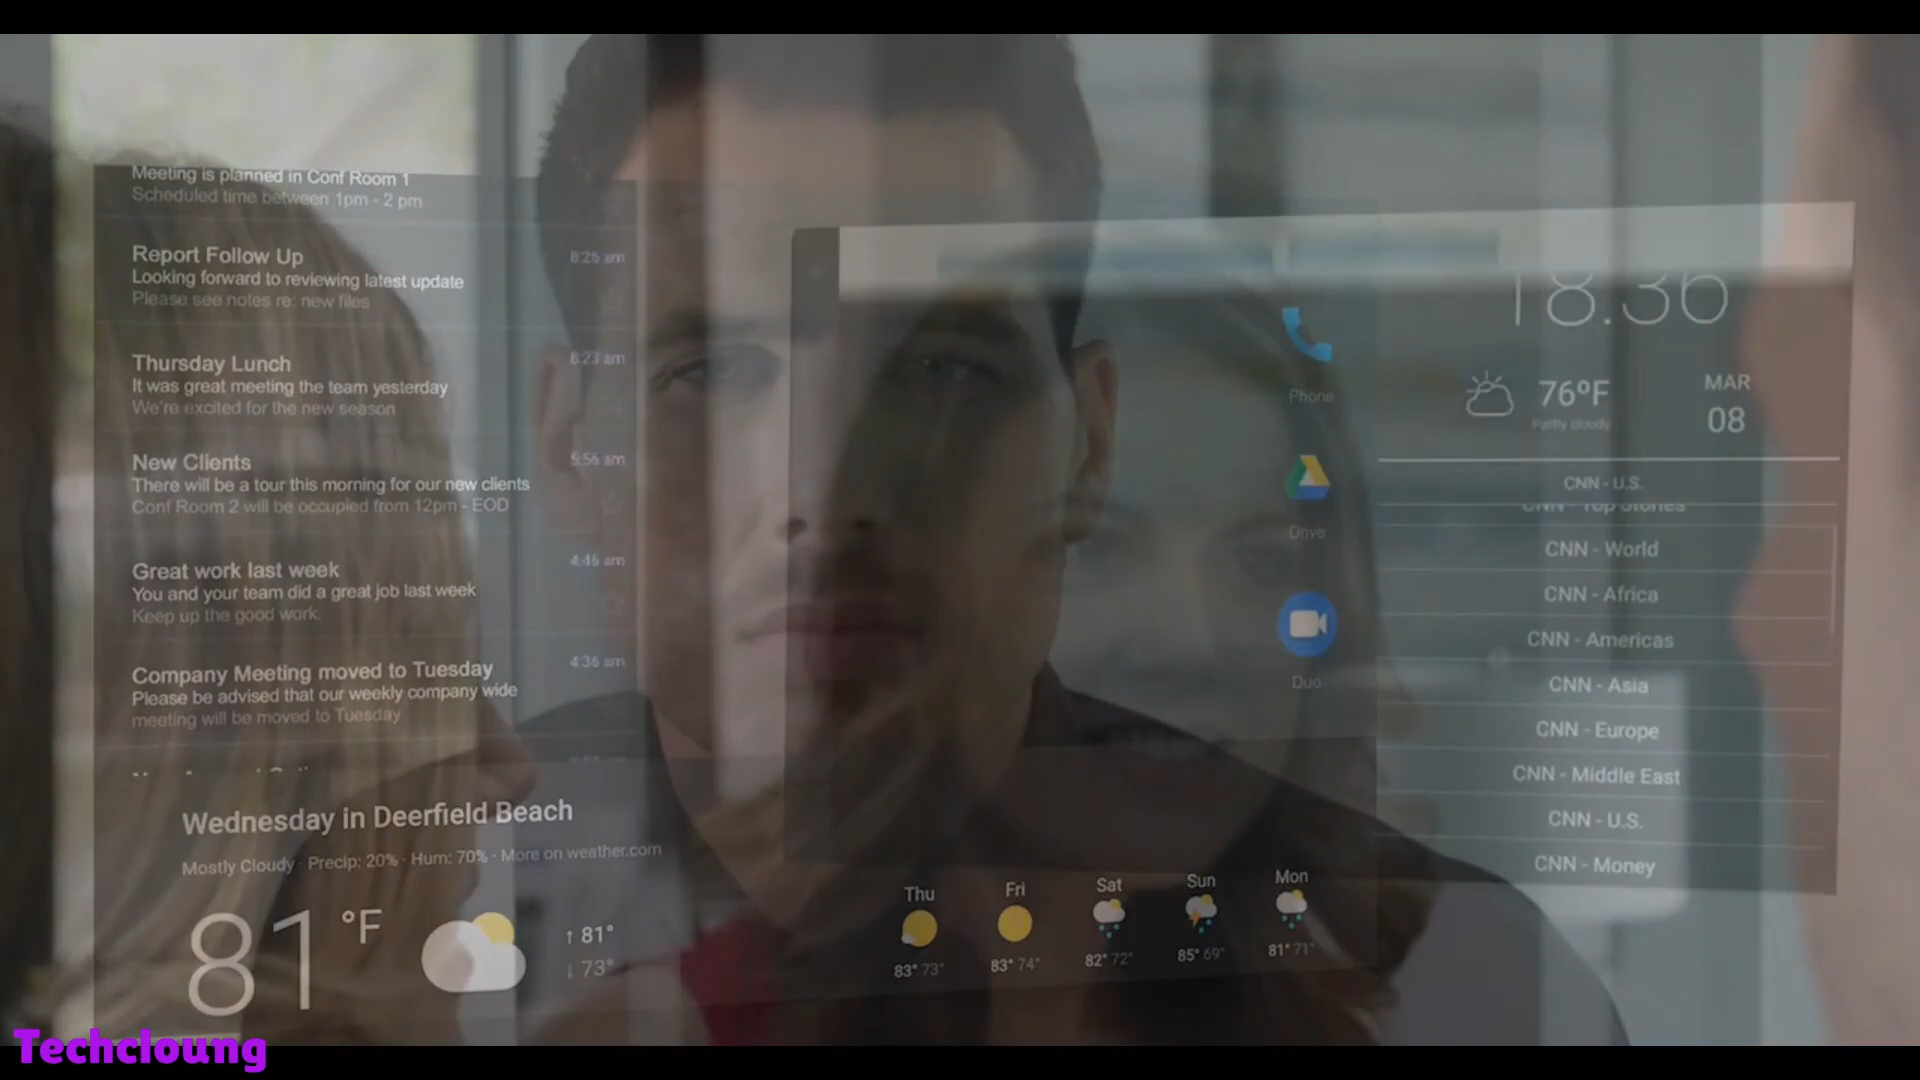 Meeting is planned in Conf Room 1
Scheduled time between 1pm - 2 pm
Report Follow Up
8:26 am
Looking forward to reviewing latest update
Please see notes re: new files
Thursday Lunch
8:23 am
It was great meeting the team yesterday
We're excited for the new season
New Clients
5:56 am
There will be a tour this morning for our new clients
Conf Room 2 will be occupied from 12pm - EOD
Great work last week
4:46 am
You and your team did a great job last week
Keep up the good work.
Company Meeting moved to Tuesday
4:36 am
Please be advised that our weekly company wide
meeting will be moved to Tuesday
Wednesday in Deerfield Beach
Mostly Cloudy · Precip: 20% · Hum: 70% · More on weather.com
81 °F
↑ 81°
↓ 73°
Thu Fri Sat Sun Mon
83° 73° 83° 74° 82° 72° 85° 69° 81° 71°
Phone
Drive
Duo
18.36
76°F
Partly cloudy
MAR
08
CNN - U.S.
CNN - Top Stories
CNN - World
CNN - Africa
CNN - Americas
CNN - Asia
CNN - Europe
CNN - Middle East
CNN - U.S.
CNN - Money
Techcloung